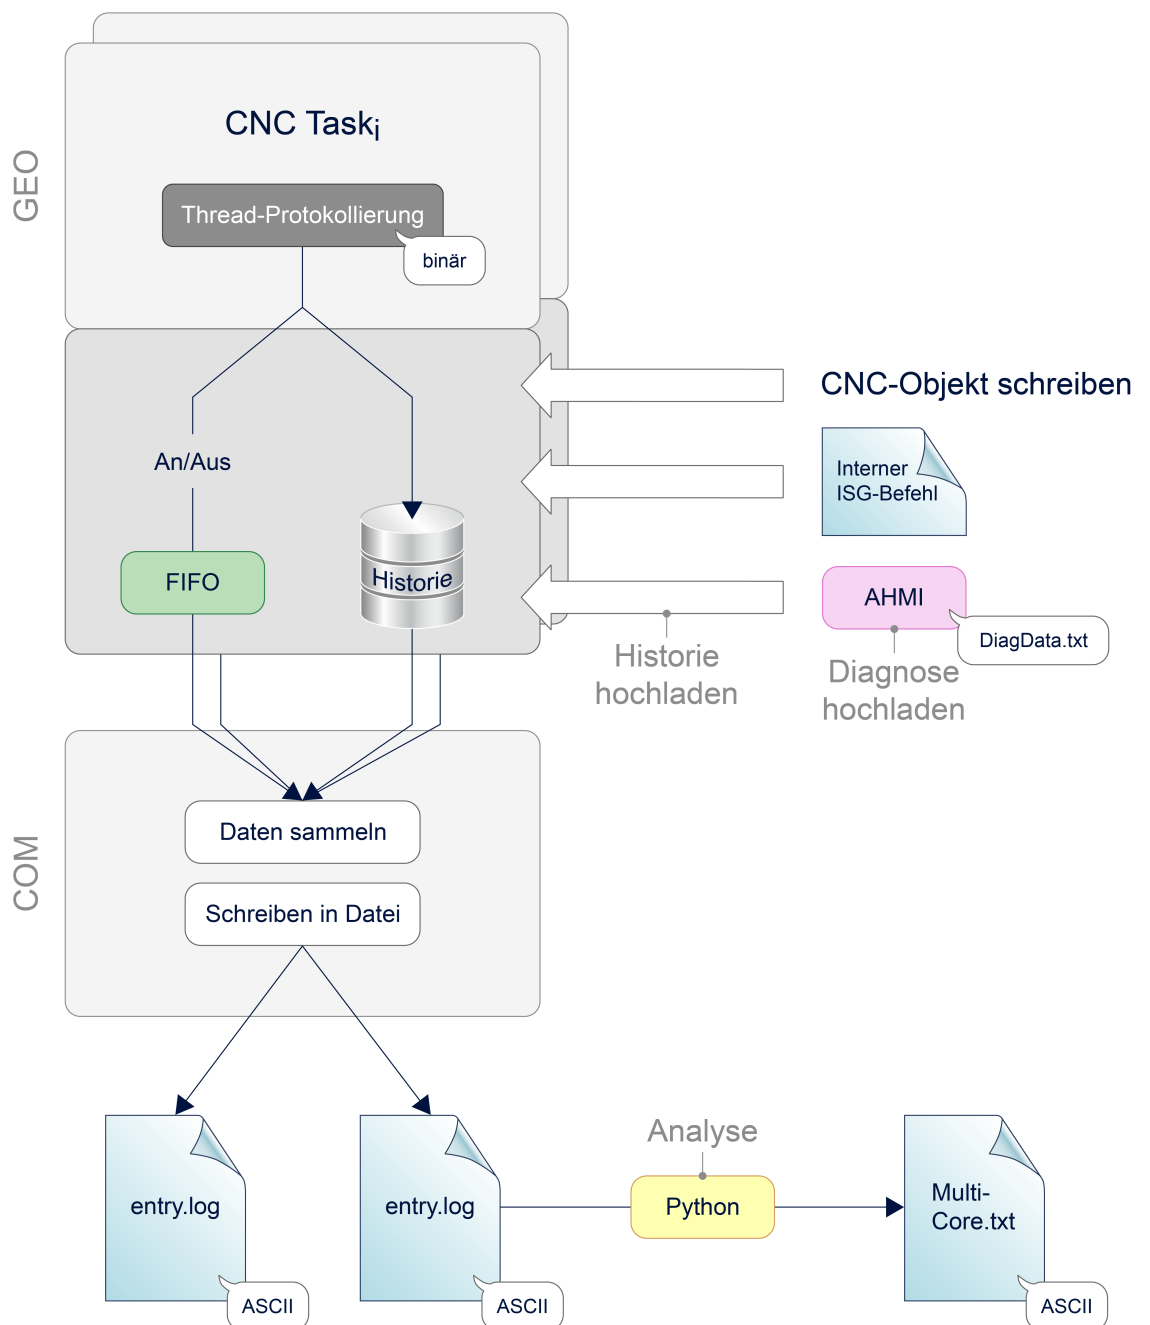 GEO
CNC Taski
Thread-Protokollierung
binär
CNC-Objekt schreiben
An/Aus
Interner
ISG-Befehl
FIFO
Historie
AHMI
DiagData.txt
Historie
hochladen
Diagnose
hochladen
COM
Daten sammeln
Schreiben in Datei
Analyse
entry.log
entry.log
Python
Multi-
Core.txt
ASCII
ASCII
ASCII